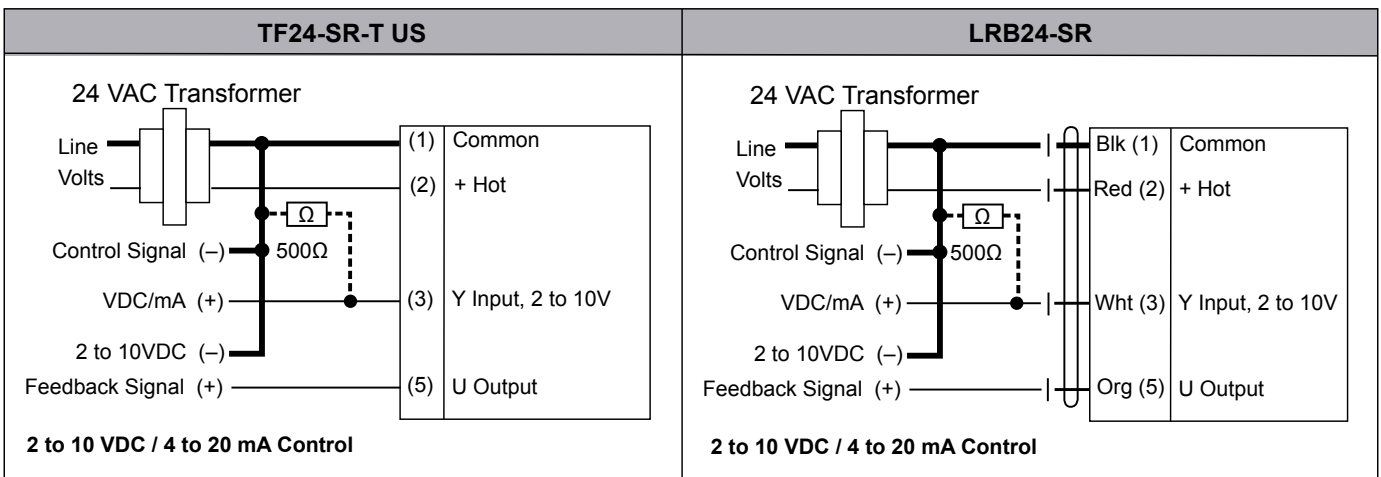 TF24-SR-T US
24 VAC Transformer
Line
Volts
(1) Common
(2) + Hot
Ω
Control Signal (–)
500Ω
VDC/mA (+)
(3) Y Input, 2 to 10V
2 to 10VDC (–)
Feedback Signal (+)
(5) U Output
2 to 10 VDC / 4 to 20 mA Control
LRB24-SR
24 VAC Transformer
Line
Volts
Blk (1) Common
Red (2) + Hot
Ω
Control Signal (–)
500Ω
VDC/mA (+)
Wht (3) Y Input, 2 to 10V
2 to 10VDC (–)
Feedback Signal (+)
Org (5) U Output
2 to 10 VDC / 4 to 20 mA Control